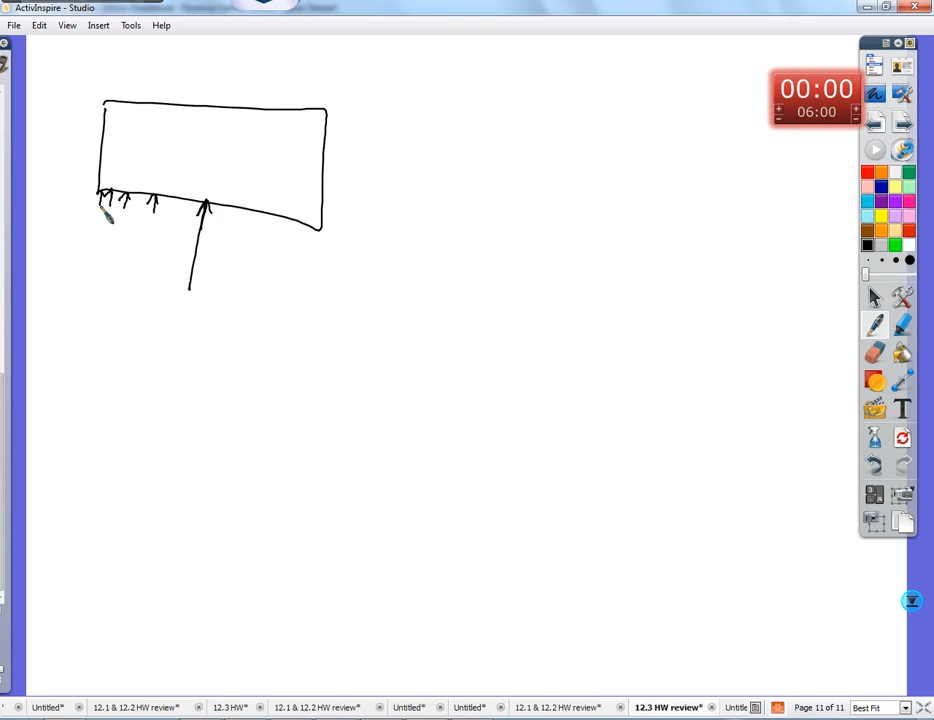 ActivInspire - Studio
File Edit View Insert Tools Help
00:00
06:00
Untitled* 12.1 & 12.2 HW review* 12.3 HW* 12.1 & 12.2 HW review* Untitled* Untitled* 12.1 & 12.2 HW review* 12.3 HW review* Untitle Page 11 of 11 Best Fit